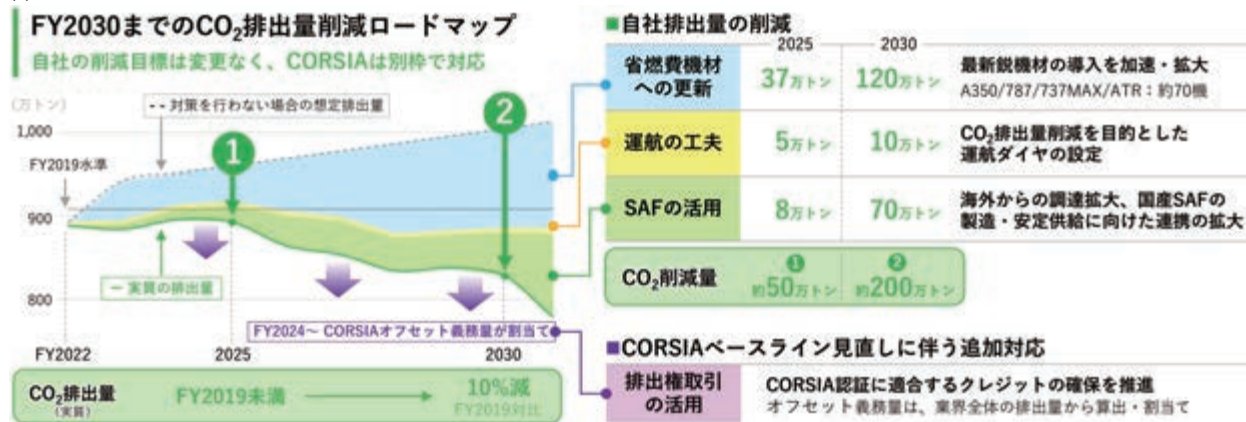 FY2030までのCO₂排出量削減ロードマップ
自社の削減目標は変更なく、CORSIAは別枠で対応
(万トン)
-- 対策を行わない場合の想定排出量
1,000
FY2019水準
900
800
ー 実質の排出量
1
2
FY2024～ CORSIAオフセット義務量が割当て
FY2022
2025
2030
CO₂排出量
(実質)
FY2019未満
10%減
FY2019対比
■自社排出量の削減
2025
2030
省燃費機材
への更新
37万トン
120万トン
最新鋭機材の導入を加速・拡大
A350/787/737MAX/ATR：約70機
運航の工夫
5万トン
10万トン
CO₂排出量削減を目的とした
運航ダイヤの設定
SAFの活用
8万トン
70万トン
海外からの調達拡大、国産SAFの
製造・安定供給に向けた連携の拡大
CO₂削減量
❶
約50万トン
❷
約200万トン
■CORSIAベースライン見直しに伴う追加対応
排出権取引
の活用
CORSIA認証に適合するクレジットの確保を推進
オフセット義務量は、業界全体の排出量から算出・割当て